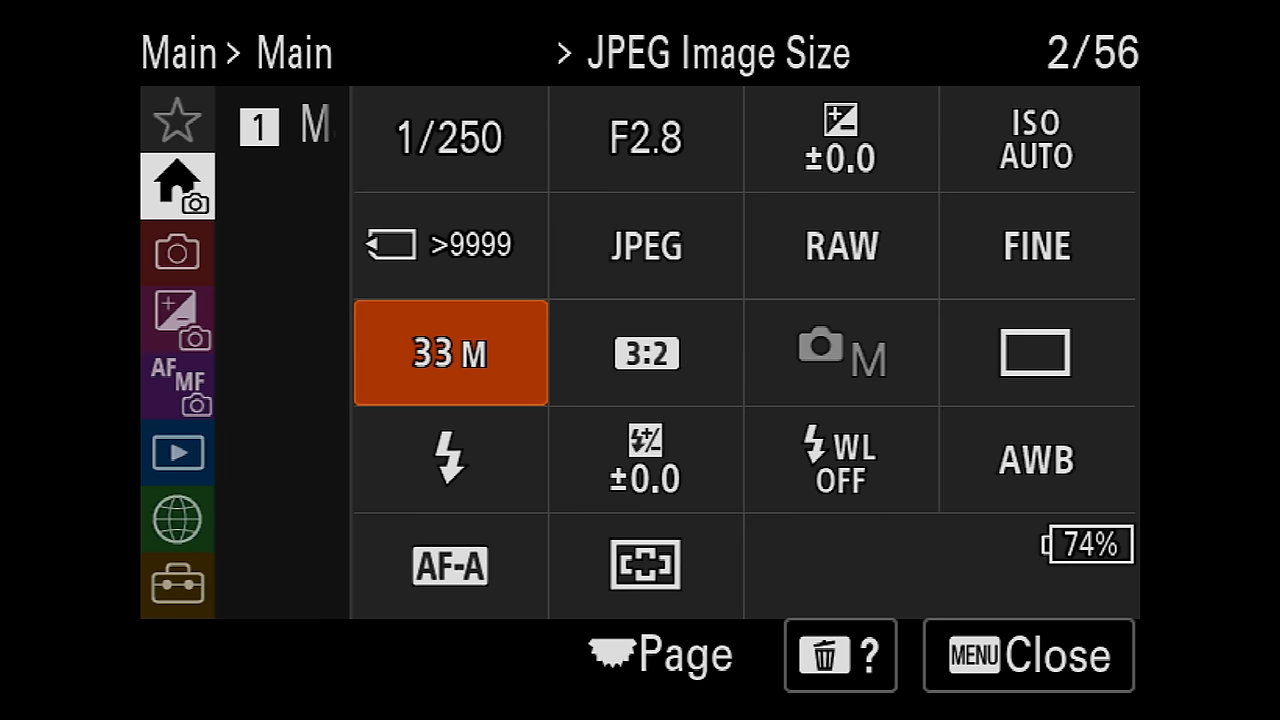 Main > Main > JPEG Image Size 2/56
1 M
1/250 F2.8 ±0.0 ISO AUTO
>9999 JPEG RAW FINE
33 M 3:2 M
±0.0 WL OFF AWB
AF MF
AF-A 74%
Page ? MENU Close